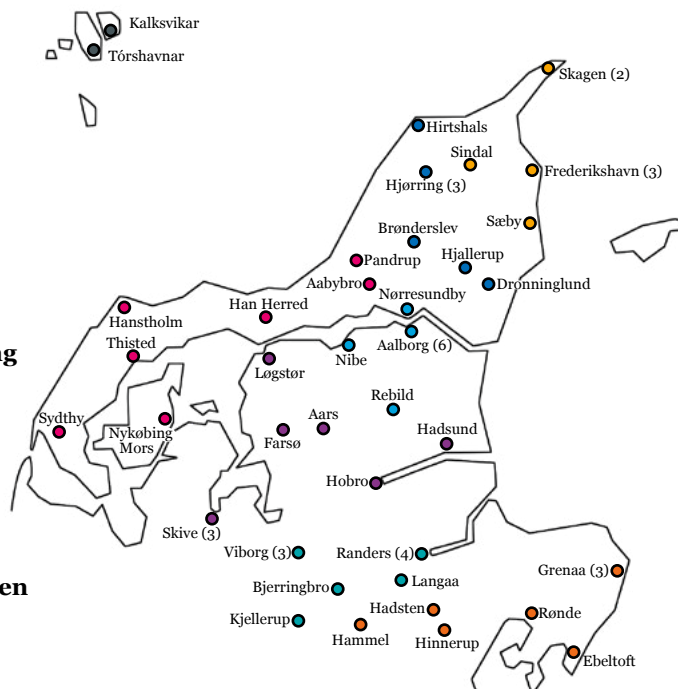 Kalksvikar
Tórshavnar
Skagen (2)
Hirtshals
Sindal
Frederikshavn (3)
Hjørring (3)
Sæby
Brønderslev
Pandrup
Hjallerup
Aabybro
Dronninglund
Han Herred
Nørresundby
Hanstholm
Thisted
Aalborg (6)
Nibe
ng
Løgstør
Rebild
Sydthy
Aars
Nykøbing
Mors
Farsø
Hadsund
Hobro
Skive (3)
Viborg (3)
Randers (4)
Grenaa (3)
Langaa
Bjerringbro
en
Hadsten
Rønde
Kjellerup
Hammel
Hinnerup
Ebeltoft